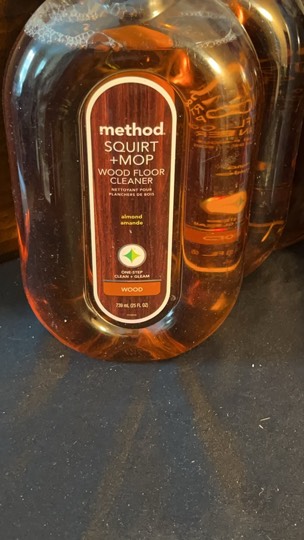 method.
SQUIRT
+MOP
WOOD FLOOR
CLEANER
NETTOYANT POUR
PLANCHERS DE BOIS
almond
amande
ONE-STEP
CLEAN + GLEAM
WOOD
739 mL (25 FL OZ)